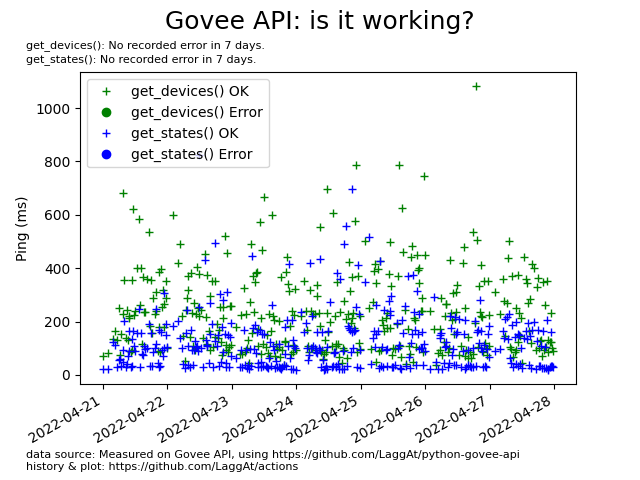 Govee API: is it working?
get_devices(): No recorded error in 7 days.
get_states(): No recorded error in 7 days.
get_devices() OK
get_devices() Error
get_states() OK
get_states() Error
Ping (ms)
1000
800
600
400
200
0
2022-04-21
2022-04-22
2022-04-23
2022-04-24
2022-04-25
2022-04-26
2022-04-27
2022-04-28
data source: Measured on Govee API, using https://github.com/LaggAt/python-govee-api
history & plot: https://github.com/LaggAt/actions